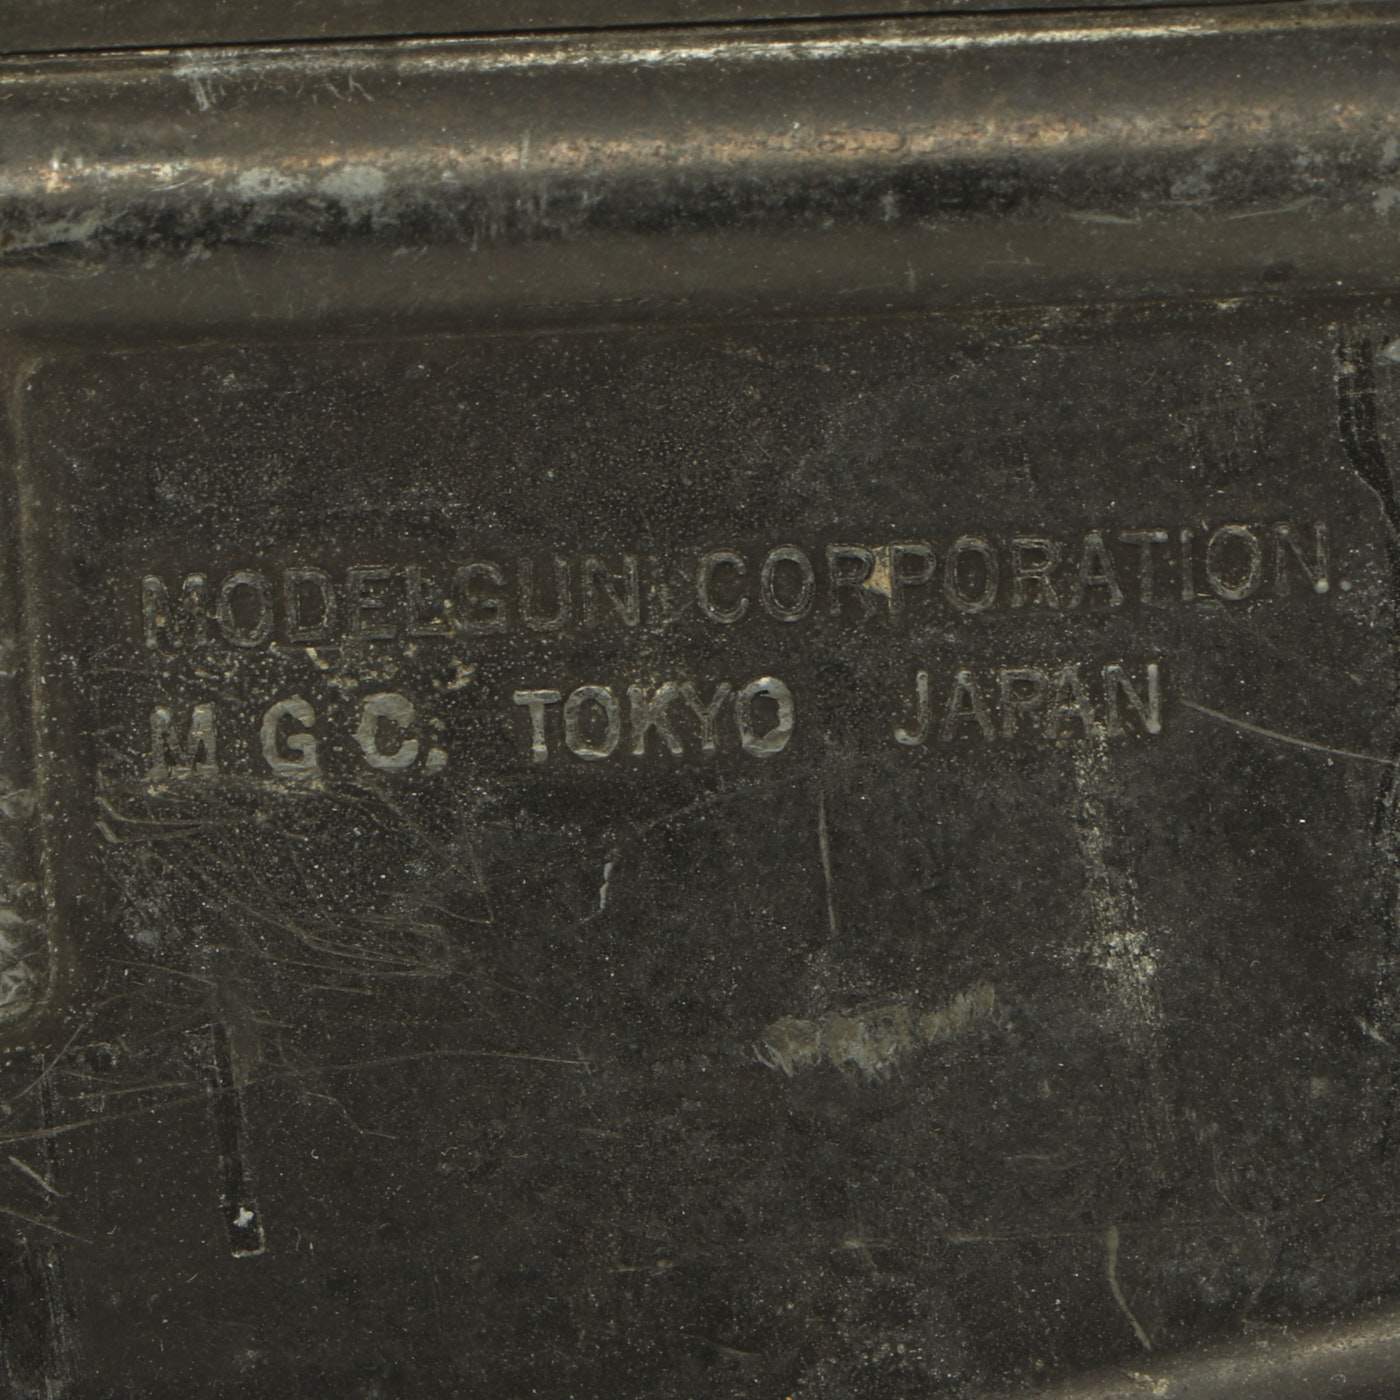 MODELGUN CORPORATION.
M G C. TOKYO JAPAN